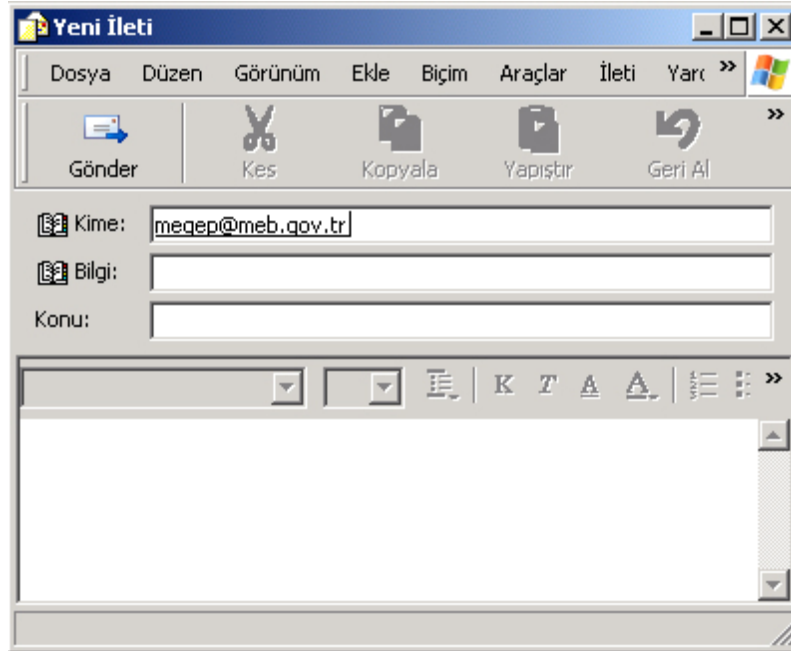 Yeni İleti
Dosya Düzen Görünüm Ekle Biçim Araçlar İleti Yarc »
Gönder Kes Kopyala Yapıştır Geri Al »
Kime: megep@meb.gov.tr
Bilgi:
Konu:
K T A A »